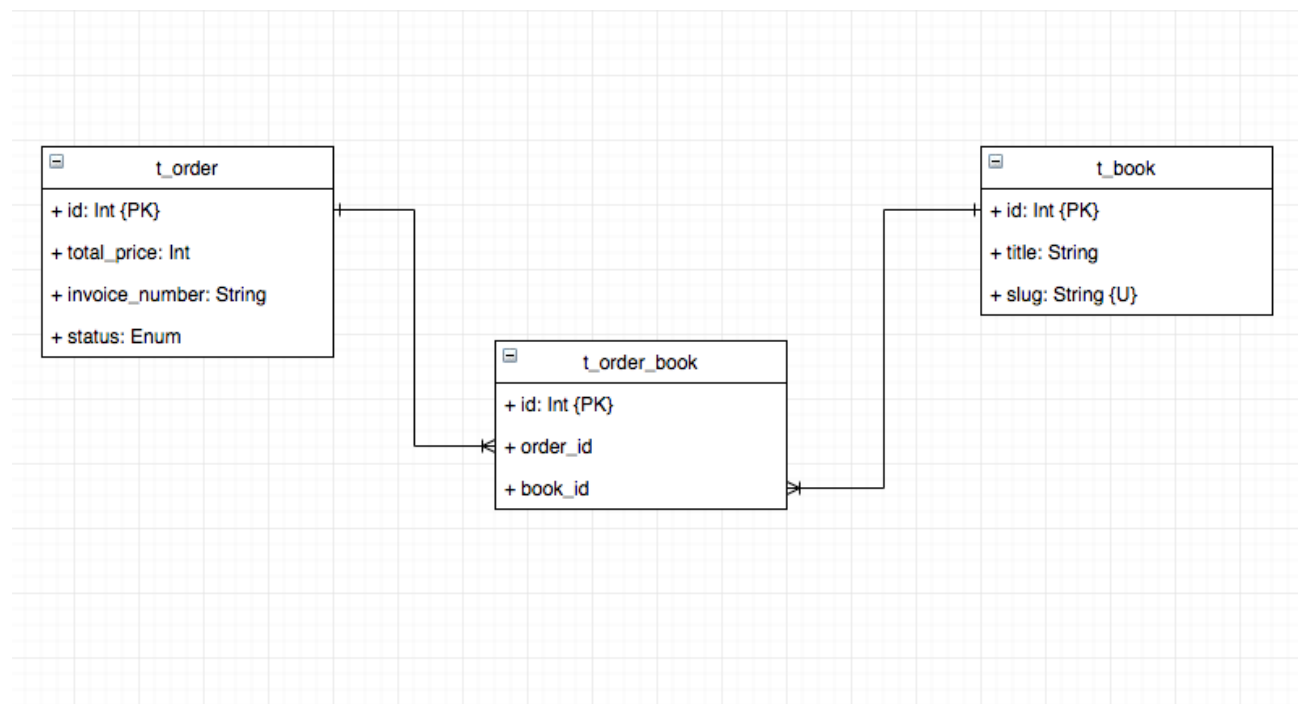 t_order
+ id: Int {PK}
+ total_price: Int
+ invoice_number: String
+ status: Enum
t_order_book
+ id: Int {PK}
+ order_id
+ book_id
t_book
+ id: Int {PK}
+ title: String
+ slug: String {U}